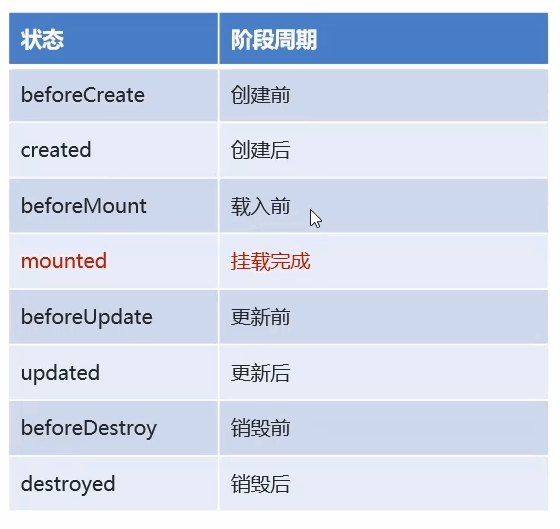 状态 阶段周期
beforeCreate 创建前
created 创建后
beforeMount 载入前
mounted 挂载完成
beforeUpdate 更新前
updated 更新后
beforeDestroy 销毁前
destroyed 销毁后